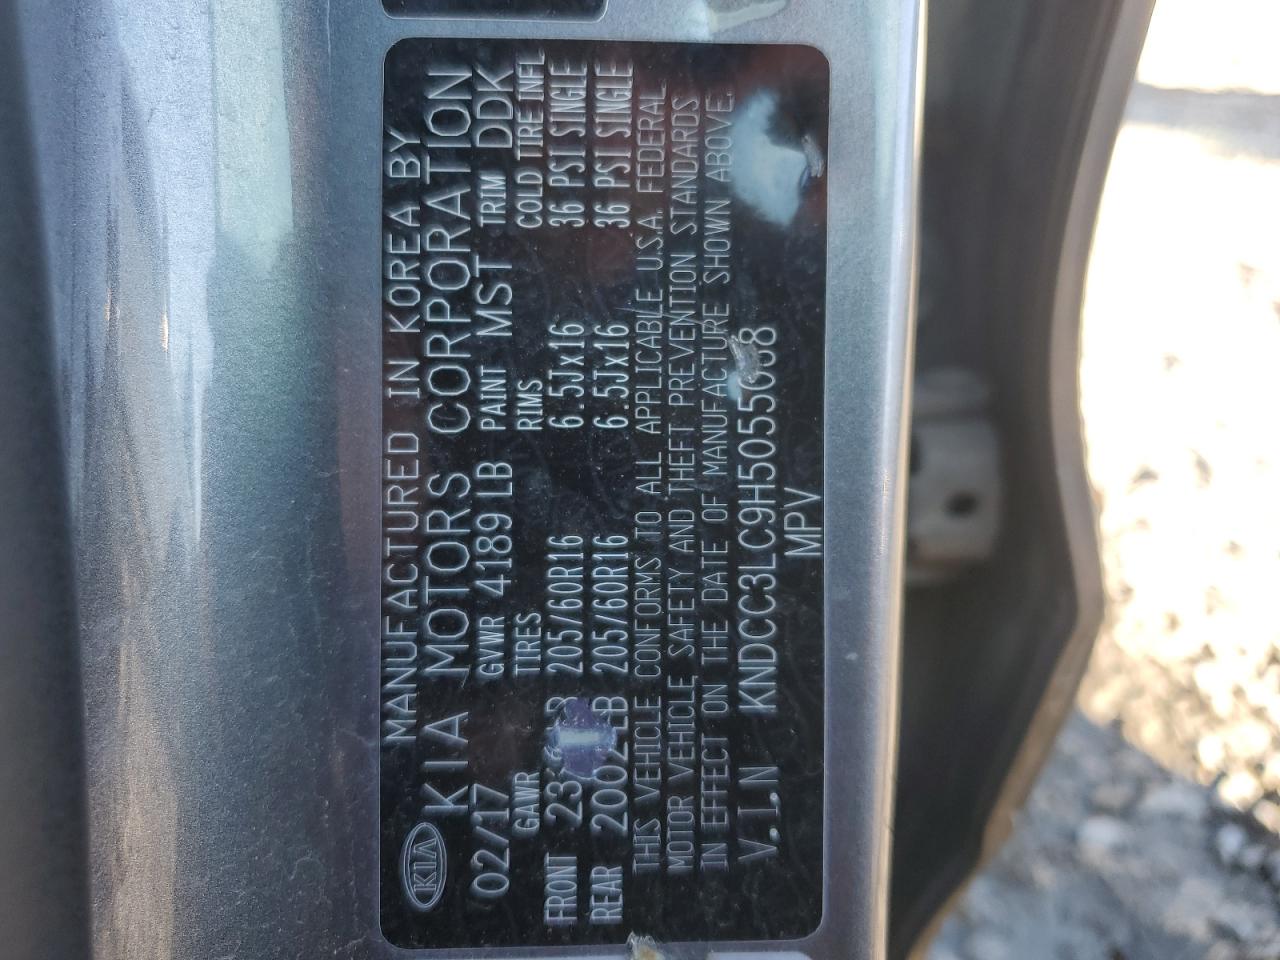 MANUFACTURED IN KOREA BY
KIA KIA MOTORS CORPORATION
02/17 GVWR 4189 LB PAINT MST TRIM DDK
GAWR TIRES RIMS COLD TIRE INFL
FRONT 205/60R16 6.5Jx16 36 PSI SINGLE
REAR 2002LB 205/60R16 6.5Jx16 36 PSI SINGLE
THIS VEHICLE CONFORMS TO ALL APPLICABLE U.S.A. FEDERAL
MOTOR VEHICLE SAFETY AND THEFT PREVENTION STANDARDS
IN EFFECT ON THE DATE OF MANUFACTURE SHOWN ABOVE.
V.I.N
MPV